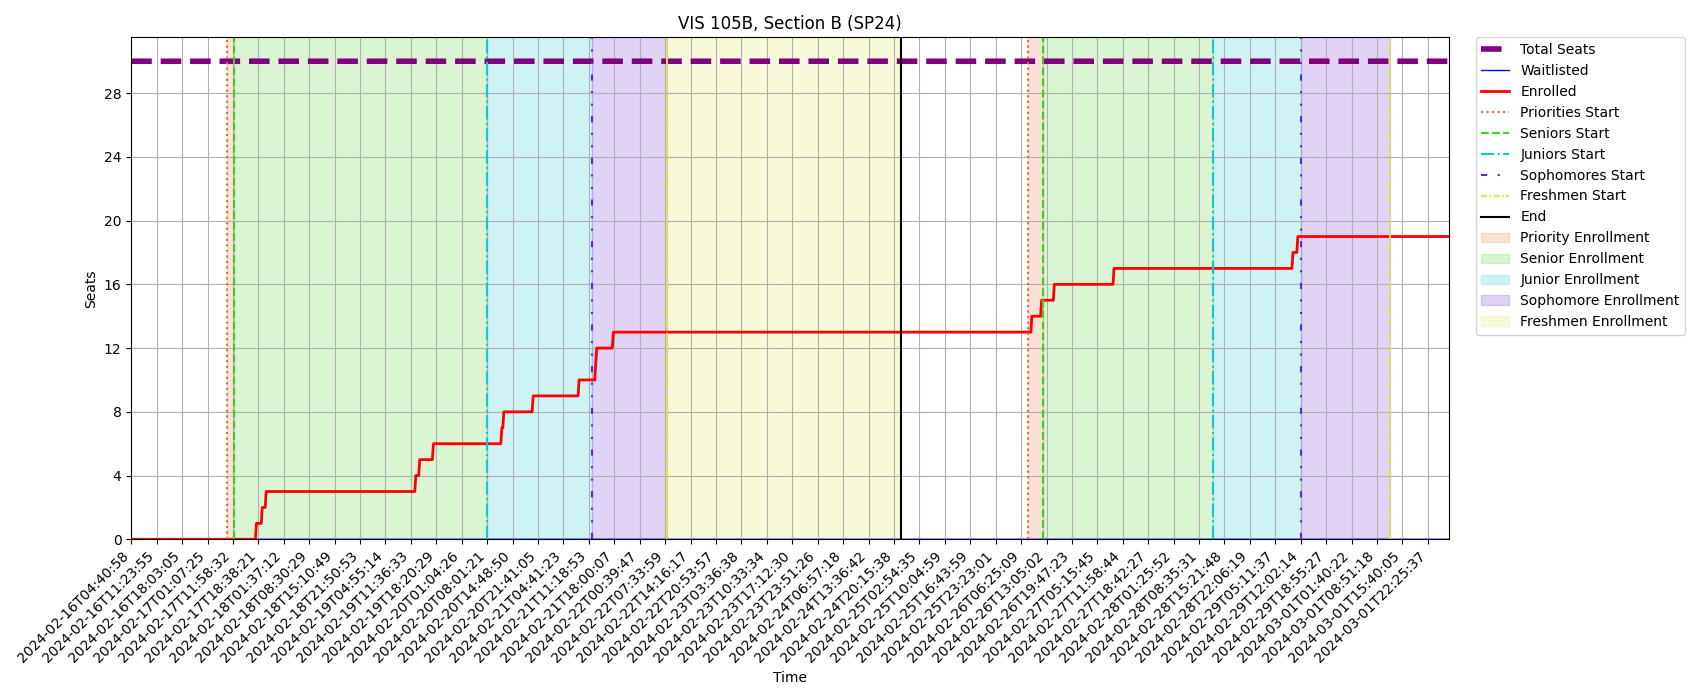 VIS 105B, Section B (SP24)
Seats
28
24
20
16
12
8
4
0
2024-02-16T04:40:58
2024-02-16T11:23:55
2024-02-16T18:03:05
2024-02-17T01:07:25
2024-02-17T11:58:32
2024-02-17T18:38:21
2024-02-18T01:37:12
2024-02-18T08:30:29
2024-02-18T15:10:49
2024-02-18T21:50:53
2024-02-19T04:55:14
2024-02-19T11:36:33
2024-02-19T18:20:29
2024-02-20T01:04:26
2024-02-20T08:01:21
2024-02-20T14:48:50
2024-02-20T21:41:05
2024-02-21T04:41:23
2024-02-21T11:18:53
2024-02-21T18:00:07
2024-02-22T00:39:47
2024-02-22T07:33:59
2024-02-22T14:16:17
2024-02-22T20:53:57
2024-02-23T03:36:38
2024-02-23T10:33:34
2024-02-23T17:12:30
2024-02-23T23:51:26
2024-02-24T06:57:18
2024-02-24T13:36:42
2024-02-24T20:15:38
2024-02-25T02:54:35
2024-02-25T10:04:59
2024-02-25T16:43:59
2024-02-25T23:23:01
2024-02-26T06:25:09
2024-02-26T13:05:02
2024-02-26T19:47:23
2024-02-27T05:15:45
2024-02-27T11:58:44
2024-02-27T18:42:27
2024-02-28T01:25:52
2024-02-28T08:35:31
2024-02-28T15:21:48
2024-02-28T22:06:19
2024-02-29T05:11:37
2024-02-29T12:02:14
2024-02-29T18:55:27
2024-03-01T01:40:22
2024-03-01T08:51:18
2024-03-01T15:40:05
2024-03-01T22:25:37
Time
Total Seats
Waitlisted
Enrolled
Priorities Start
Seniors Start
Juniors Start
Sophomores Start
Freshmen Start
End
Priority Enrollment
Senior Enrollment
Junior Enrollment
Sophomore Enrollment
Freshmen Enrollment